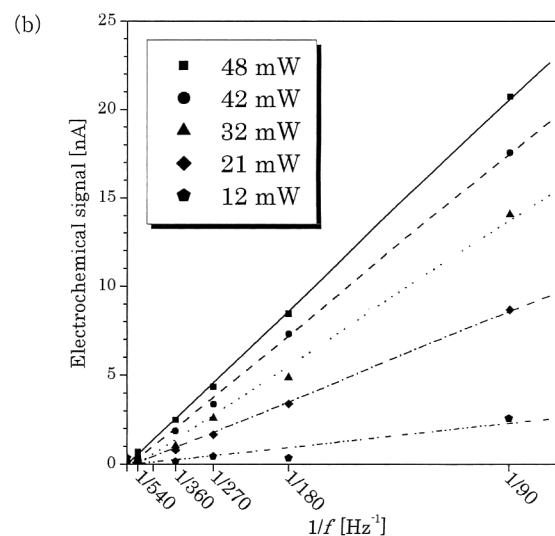 (b)
48 mW
42 mW
32 mW
21 mW
12 mW
Electrochemical signal [nA]
25
20
15
10
5
0
1/540
1/360
1/270
1/180
1/90
1/f [Hz⁻¹]